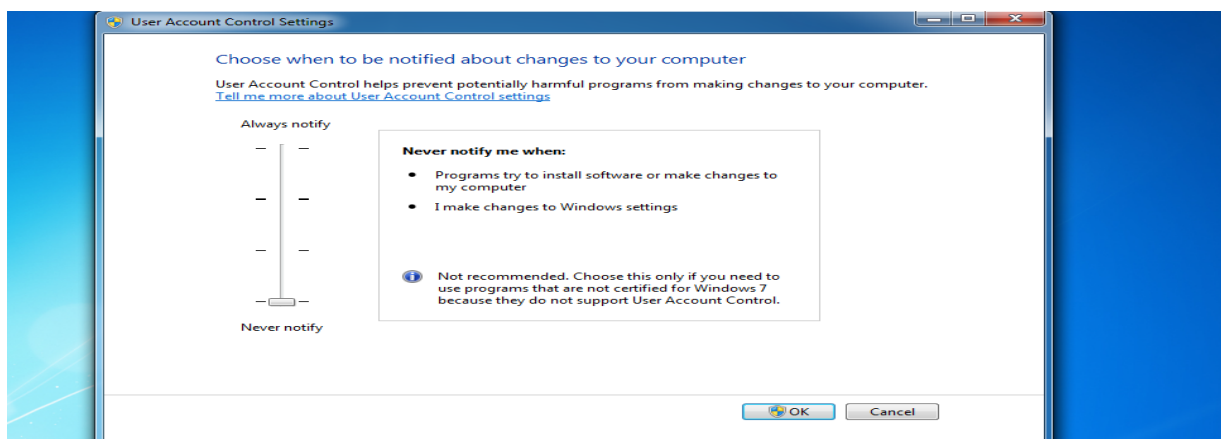 User Account Control Settings
Choose when to be notified about changes to your computer
User Account Control helps prevent potentially harmful programs from making changes to your computer.
Tell me more about User Account Control settings
Always notify
Never notify me when:
• Programs try to install software or make changes to
my computer
• I make changes to Windows settings
Not recommended. Choose this only if you need to
use programs that are not certified for Windows 7
because they do not support User Account Control.
Never notify
OK
Cancel